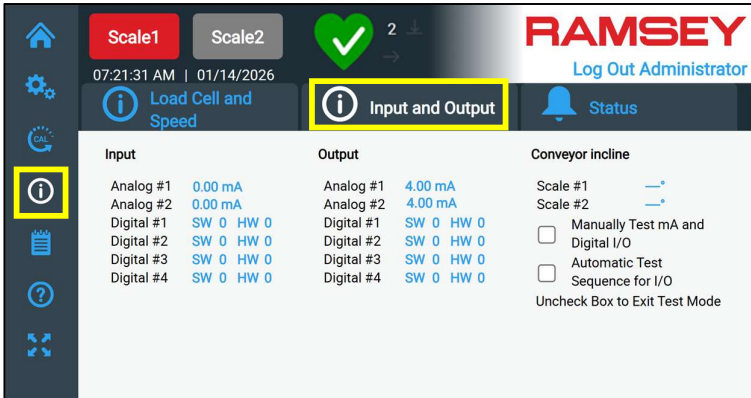 Scale1
Scale2
2
RAMSEY
07:21:31 AM | 01/14/2026
Log Out Administrator
Load Cell and
Speed
Input and Output
Status
CAL
Input
Analog #1 0.00 mA
Analog #2 0.00 mA
Digital #1 SW 0 HW 0
Digital #2 SW 0 HW 0
Digital #3 SW 0 HW 0
Digital #4 SW 0 HW 0
Output
Analog #1 4.00 mA
Analog #2 4.00 mA
Digital #1 SW 0 HW 0
Digital #2 SW 0 HW 0
Digital #3 SW 0 HW 0
Digital #4 SW 0 HW 0
Conveyor incline
Scale #1 —°
Scale #2 —°
Manually Test mA and
Digital I/O
Automatic Test
Sequence for I/O
Uncheck Box to Exit Test Mode